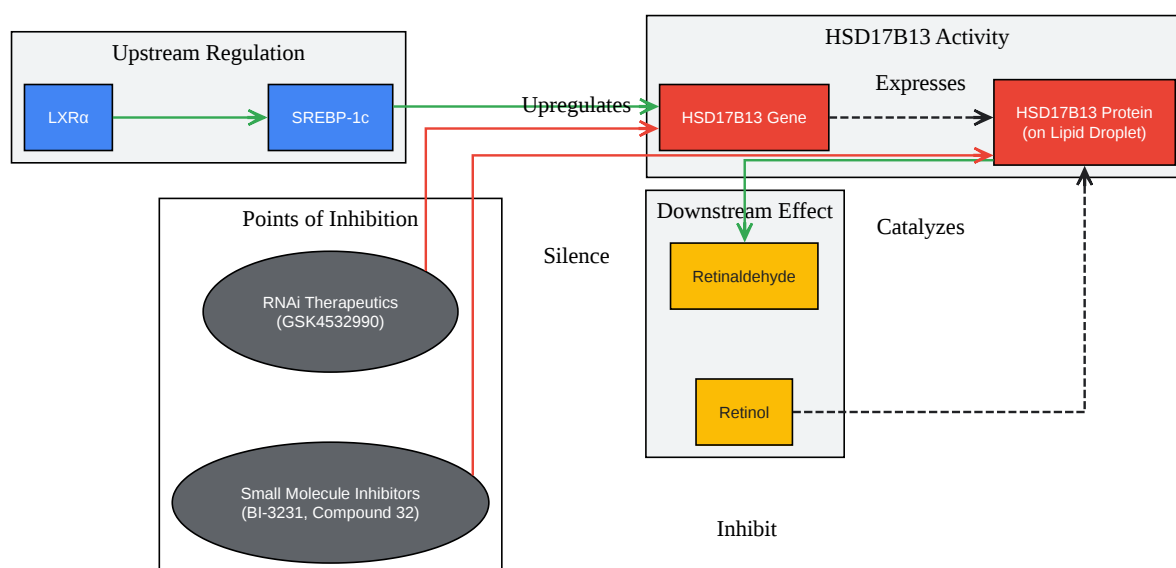 Upstream Regulation
LXRα
SREBP-1c
Upregulates
HSD17B13 Activity
HSD17B13 Gene
Expresses
HSD17B13 Protein
(on Lipid Droplet)
Points of Inhibition
RNAi Therapeutics
(GSK4532990)
Small Molecule Inhibitors
(BI-3231, Compound 32)
Silence
Downstream Effect
Retinaldehyde
Retinol
Catalyzes
Inhibit